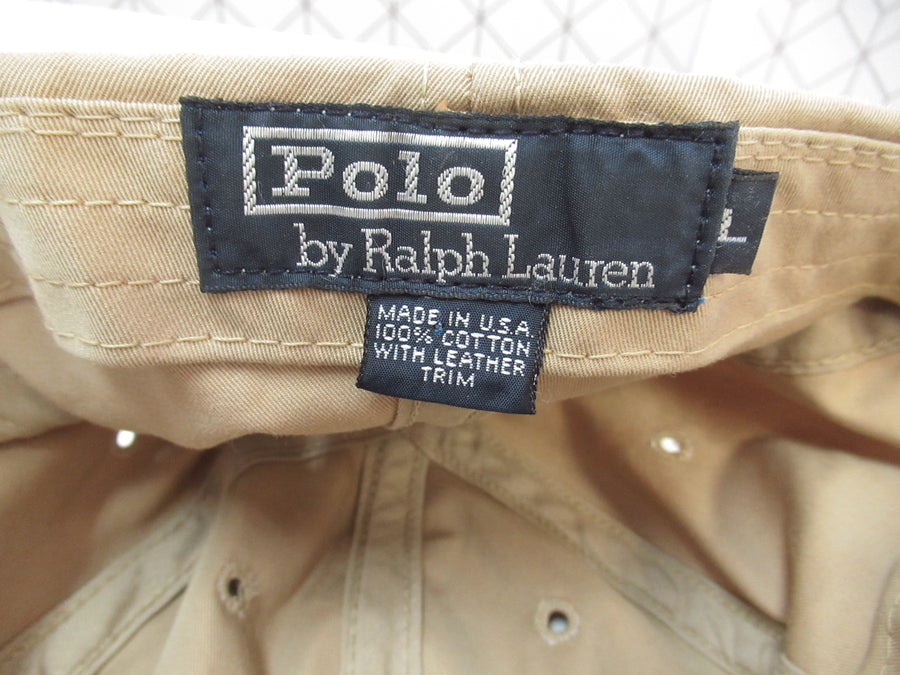 Polo
by Ralph Lauren
L
MADE IN U.S.A.
100% COTTON
WITH LEATHER
TRIM